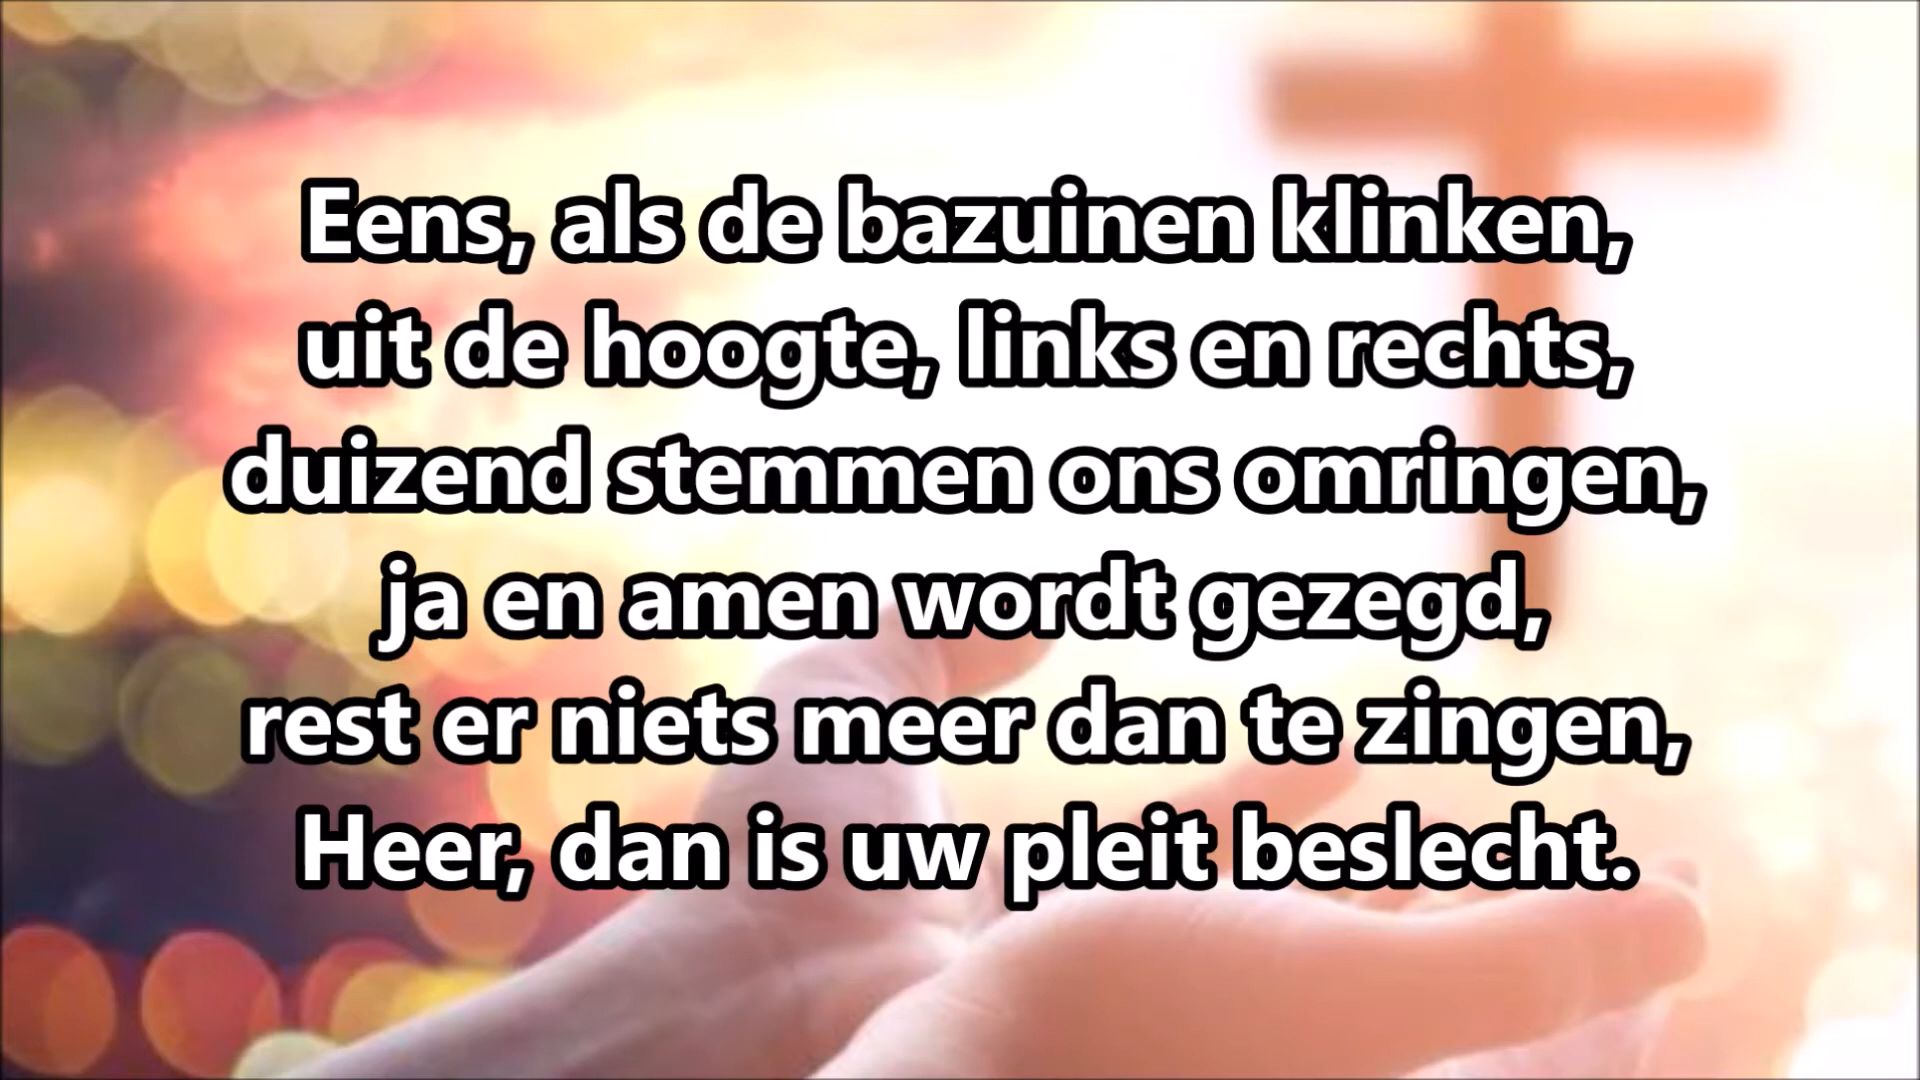 Eens, als de bazuinen klinken,
uit de hoogte, links en rechts,
duizend stemmen ons omringen,
ja en amen wordt gezegd,
rest er niets meer dan te zingen,
Heer, dan is uw pleit beslecht.